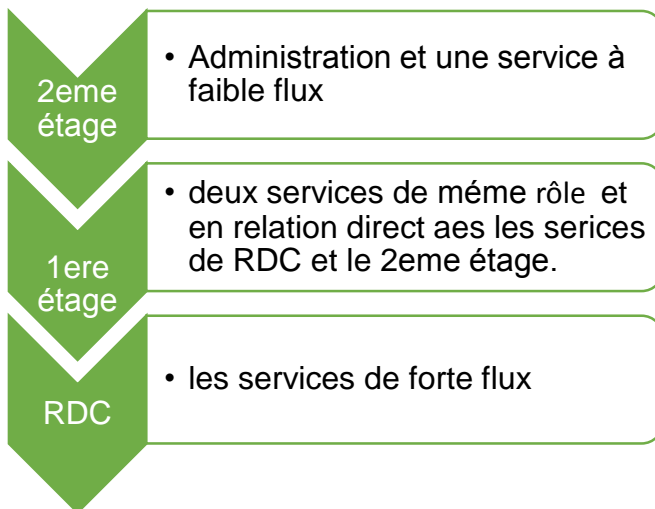 2eme
étage
• Administration et une service à
faible flux
1ere
étage
• deux services de méme rôle et
en relation direct aes les serices
de RDC et le 2eme étage.
RDC
• les services de forte flux